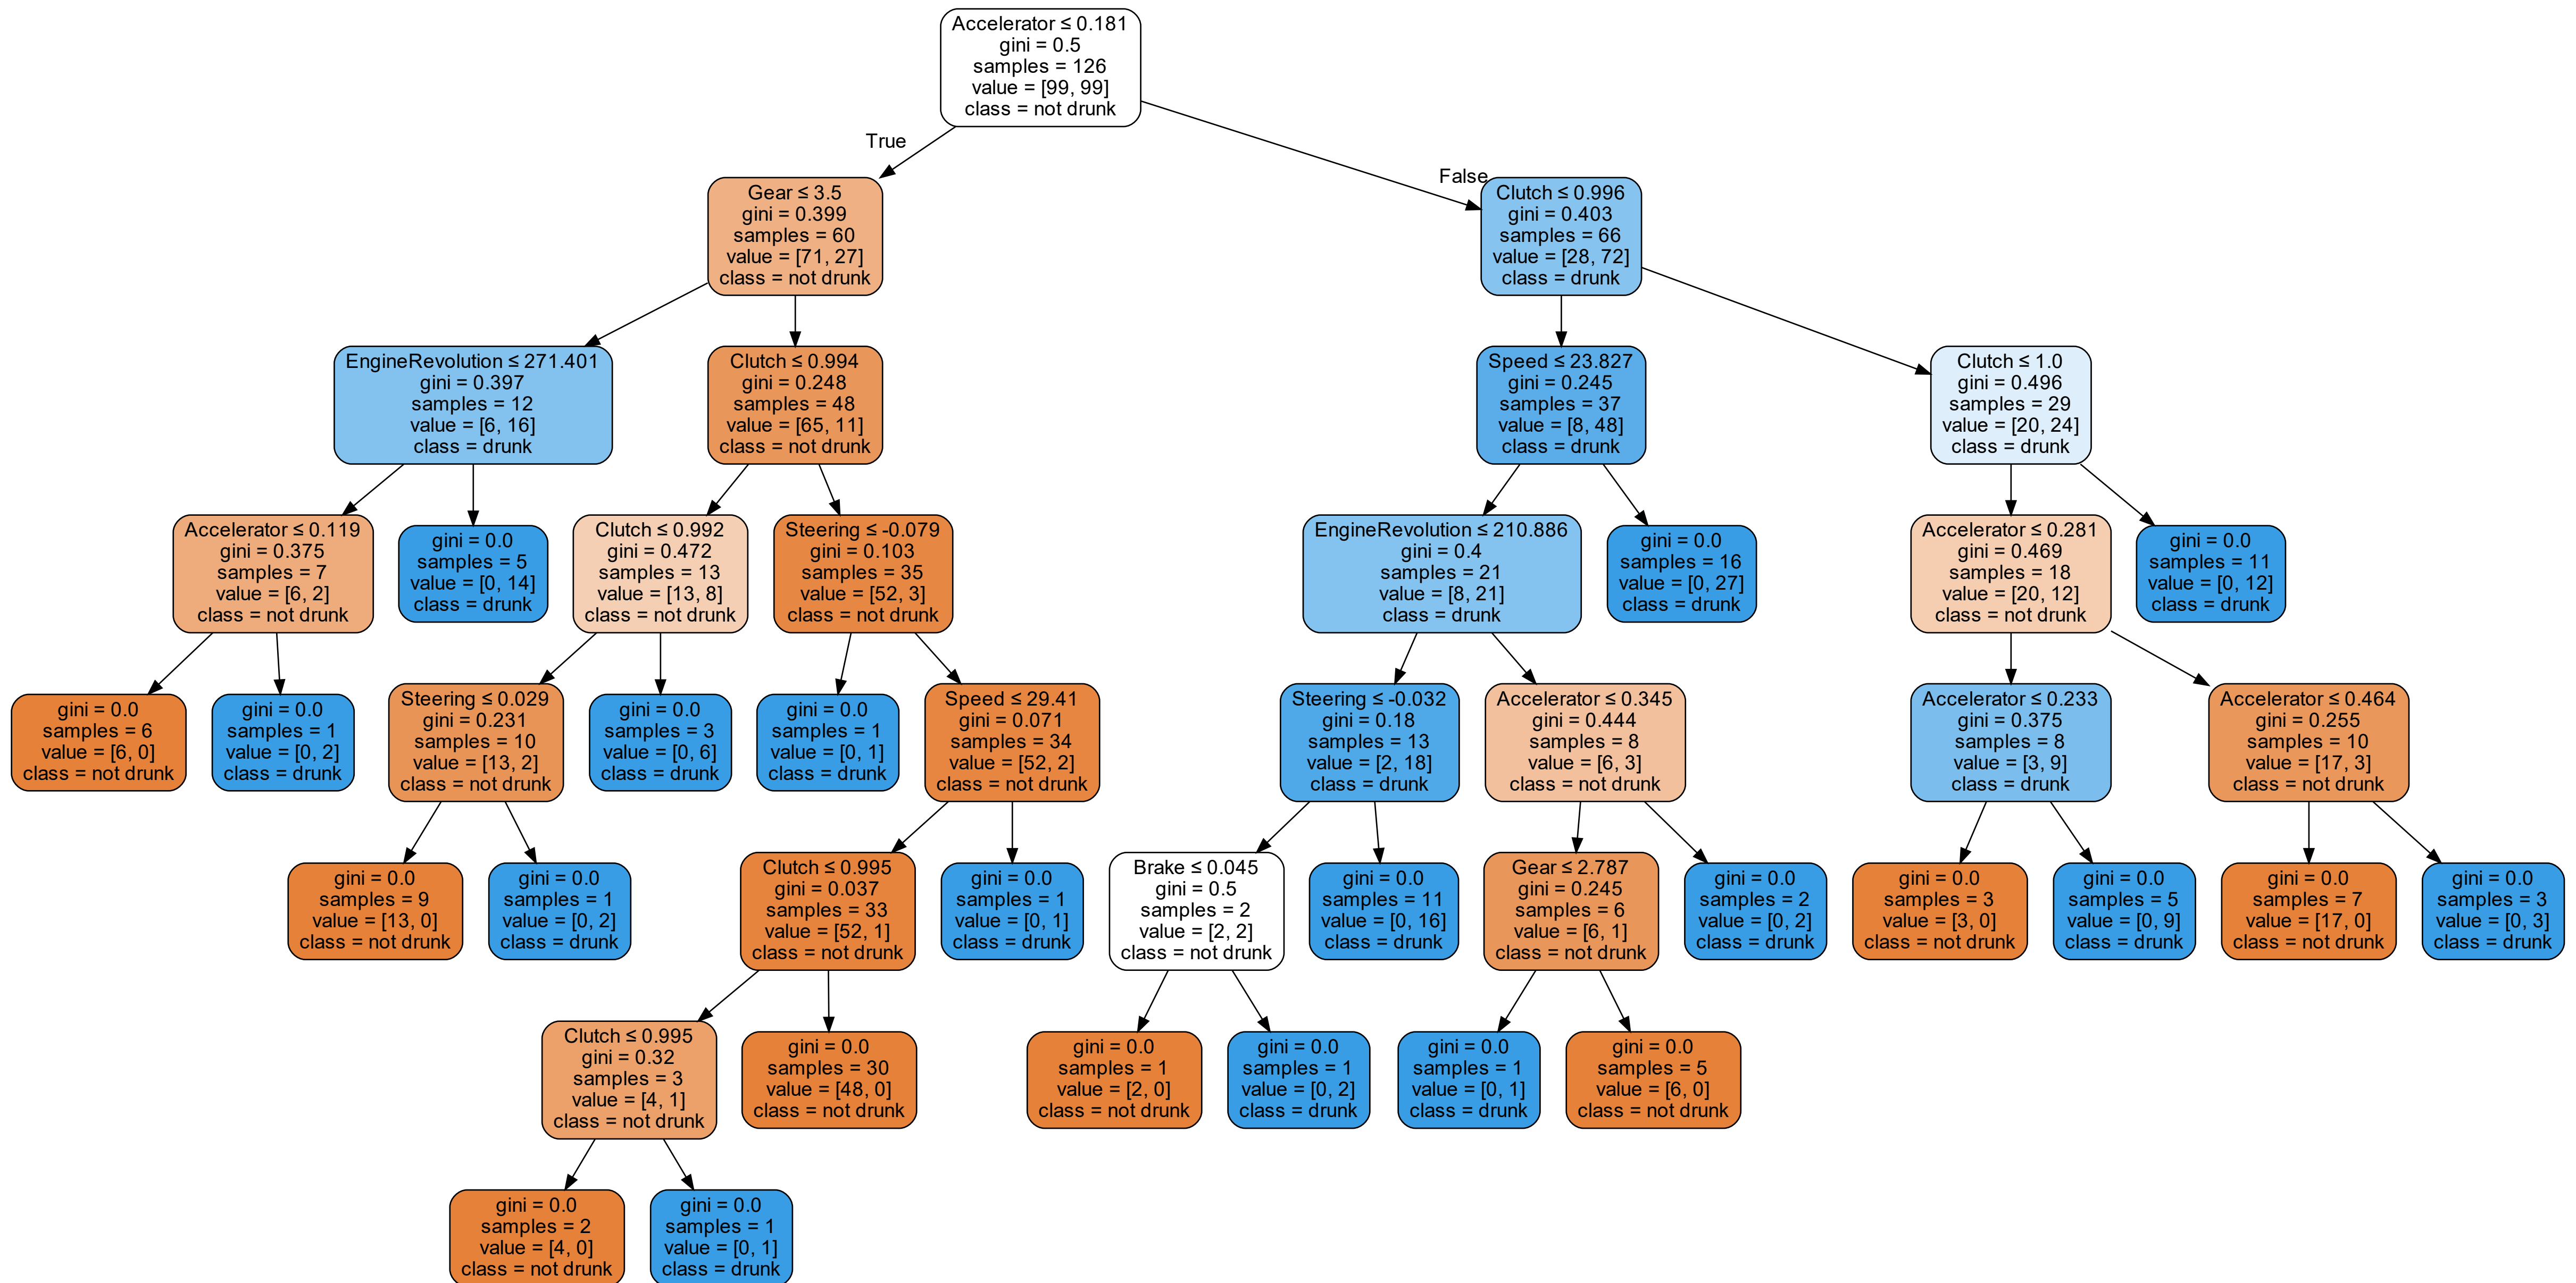 Accelerator ≤ 0.181
gini = 0.5
samples = 126
value = [99, 99]
class = not drunk
True
False
Gear ≤ 3.5
gini = 0.399
samples = 60
value = [71, 27]
class = not drunk
Clutch ≤ 0.996
gini = 0.403
samples = 66
value = [28, 72]
class = drunk
EngineRevolution ≤ 271.401
gini = 0.397
samples = 12
value = [6, 16]
class = drunk
Clutch ≤ 0.994
gini = 0.248
samples = 48
value = [65, 11]
class = not drunk
Speed ≤ 23.827
gini = 0.245
samples = 37
value = [8, 48]
class = drunk
Clutch ≤ 1.0
gini = 0.496
samples = 29
value = [20, 24]
class = drunk
Accelerator ≤ 0.119
gini = 0.375
samples = 7
value = [6, 2]
class = not drunk
gini = 0.0
samples = 5
value = [0, 14]
class = drunk
Clutch ≤ 0.992
gini = 0.472
samples = 13
value = [13, 8]
class = not drunk
Steering ≤ -0.079
gini = 0.103
samples = 35
value = [52, 3]
class = not drunk
EngineRevolution ≤ 210.886
gini = 0.4
samples = 21
value = [8, 21]
class = drunk
gini = 0.0
samples = 16
value = [0, 27]
class = drunk
Accelerator ≤ 0.281
gini = 0.469
samples = 18
value = [20, 12]
class = not drunk
gini = 0.0
samples = 11
value = [0, 12]
class = drunk
gini = 0.0
samples = 6
value = [6, 0]
class = not drunk
gini = 0.0
samples = 1
value = [0, 2]
class = drunk
Steering ≤ 0.029
gini = 0.231
samples = 10
value = [13, 2]
class = not drunk
gini = 0.0
samples = 3
value = [0, 6]
class = drunk
gini = 0.0
samples = 1
value = [0, 1]
class = drunk
Speed ≤ 29.41
gini = 0.071
samples = 34
value = [52, 2]
class = not drunk
Steering ≤ -0.032
gini = 0.18
samples = 13
value = [2, 18]
class = drunk
Accelerator ≤ 0.345
gini = 0.444
samples = 8
value = [6, 3]
class = not drunk
Accelerator ≤ 0.233
gini = 0.375
samples = 8
value = [3, 9]
class = drunk
Accelerator ≤ 0.464
gini = 0.255
samples = 10
value = [17, 3]
class = not drunk
gini = 0.0
samples = 9
value = [13, 0]
class = not drunk
gini = 0.0
samples = 1
value = [0, 2]
class = drunk
Clutch ≤ 0.995
gini = 0.037
samples = 33
value = [52, 1]
class = not drunk
gini = 0.0
samples = 1
value = [0, 1]
class = drunk
Brake ≤ 0.045
gini = 0.5
samples = 2
value = [2, 2]
class = not drunk
gini = 0.0
samples = 11
value = [0, 16]
class = drunk
Gear ≤ 2.787
gini = 0.245
samples = 6
value = [6, 1]
class = not drunk
gini = 0.0
samples = 2
value = [0, 2]
class = drunk
gini = 0.0
samples = 3
value = [3, 0]
class = not drunk
gini = 0.0
samples = 5
value = [0, 9]
class = drunk
gini = 0.0
samples = 7
value = [17, 0]
class = not drunk
gini = 0.0
samples = 3
value = [0, 3]
class = drunk
Clutch ≤ 0.995
gini = 0.32
samples = 3
value = [4, 1]
class = not drunk
gini = 0.0
samples = 30
value = [48, 0]
class = not drunk
gini = 0.0
samples = 1
value = [2, 0]
class = not drunk
gini = 0.0
samples = 1
value = [0, 2]
class = drunk
gini = 0.0
samples = 1
value = [0, 1]
class = drunk
gini = 0.0
samples = 5
value = [6, 0]
class = not drunk
gini = 0.0
samples = 2
value = [4, 0]
class = not drunk
gini = 0.0
samples = 1
value = [0, 1]
class = drunk